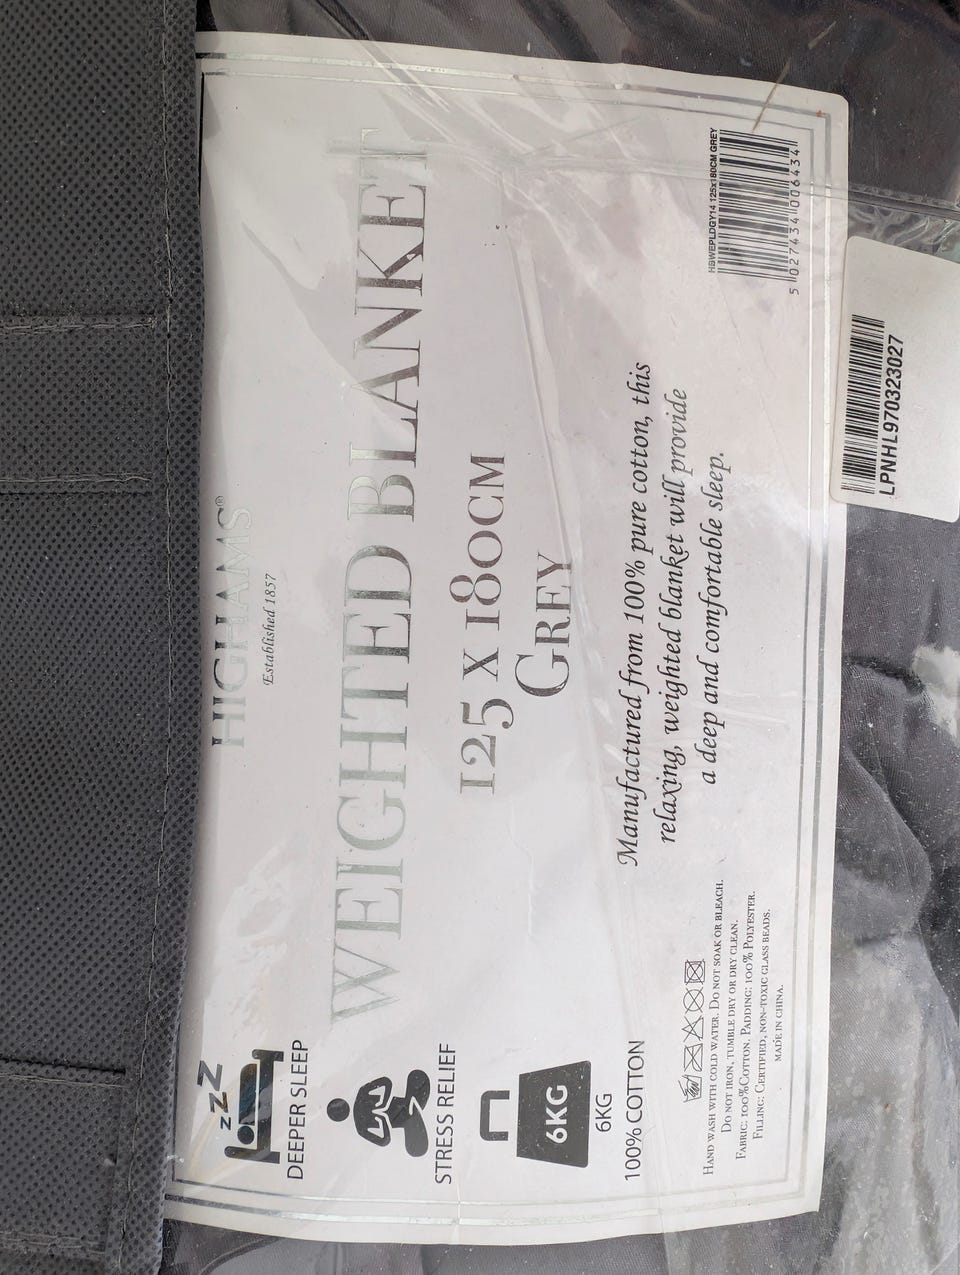 HIGHAMS®
Established 1857
WEIGHTED BLANKET
125 X 180CM
GREY
Manufactured from 100% pure cotton, this
relaxing, weighted blanket will provide
a deep and comfortable sleep.
zzZ
DEEPER SLEEP
STRESS RELIEF
6KG
6KG
100% COTTON
HAND WASH WITH COLD WATER. DO NOT SOAK OR BLEACH.
DO NOT IRON, TUMBLE DRY OR DRY CLEAN.
FABRIC: 100%COTTON. PADDING: 100% POLYESTER.
FILLING: CERTIFIED, NON-TOXIC GLASS BEADS.
MADE IN CHINA.
HBWEPLDGY14 125x180CM GREY
5 027434 006434
LPNHL970323027